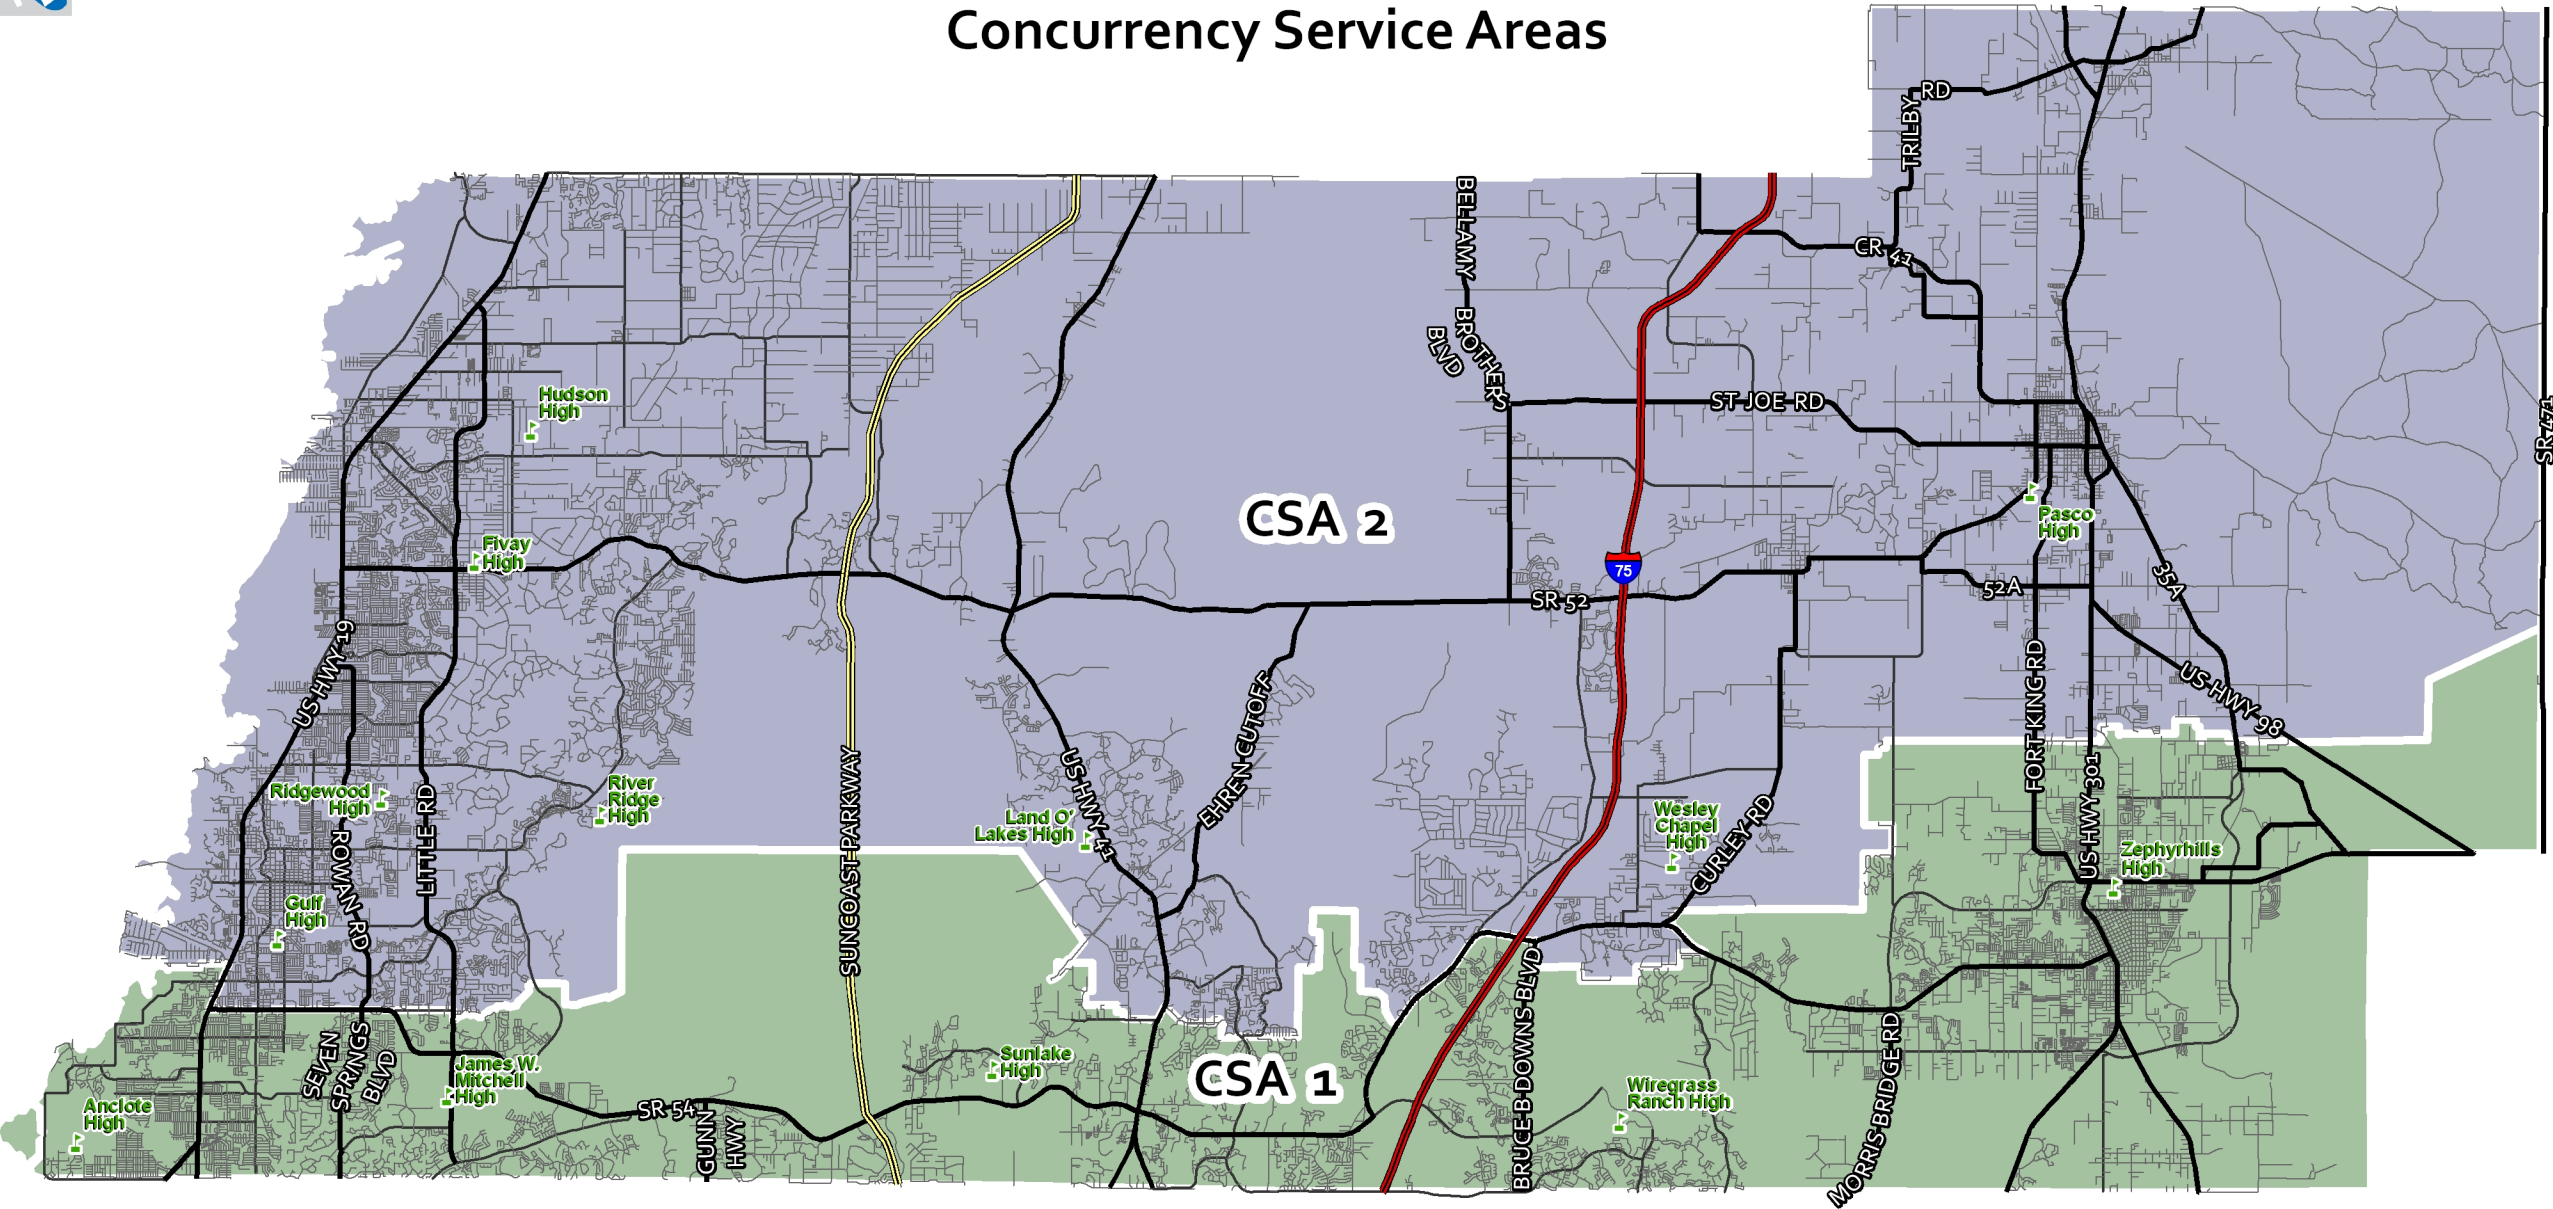 Concurrency Service Areas
RD
TRILBY
BELLAMY BROTHERS
BLVD
CR 41
Hudson
High
ST JOE RD
SR 471
CSA 2
Pasco
High
Fivay
High
75
35A
52A
SR 52
US HWY 19
FORT KING RD
US HWY 98
EHREN CUTOFF
US HWY 41
SUNCOAST PARKWAY
Ridgewood
High
River
Ridge
High
LITTLE RD
ROWAN RD
Land O'
Lakes High
Wesley
Chapel
High
CURLEY RD
US HWY 301
Zephyrhills
High
Gulf
High
BRUCE B DOWNS BLVD
SEVEN
SPRINGS
BLVD
James W.
Mitchell
High
Sunlake
High
CSA 1
Wiregrass
Ranch High
MORRIS BRIDGE RD
Anclote
High
SR 54
GUNN
HWY